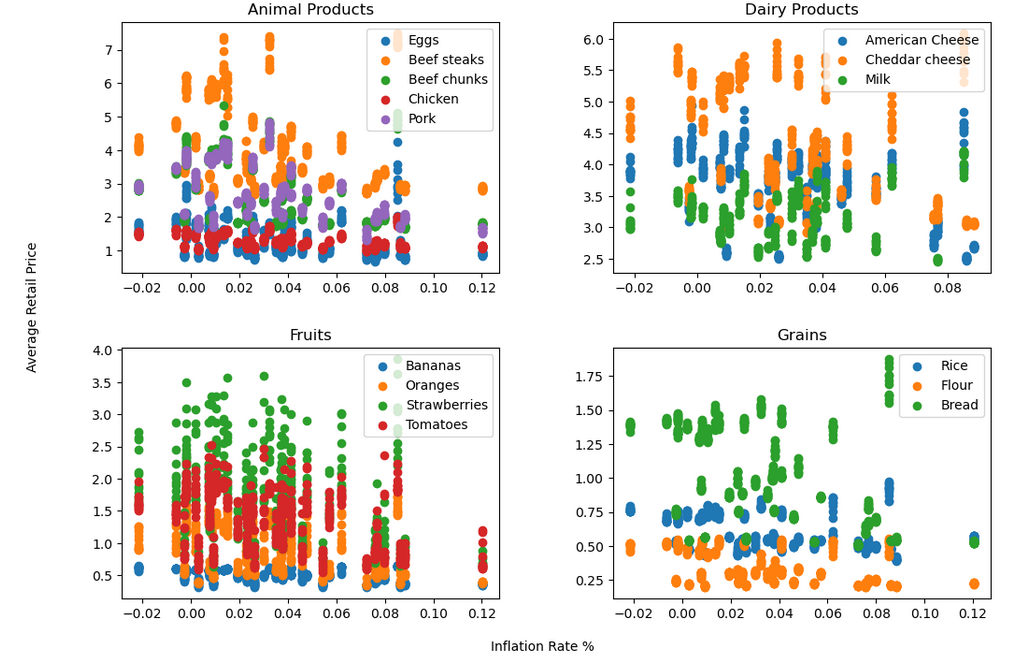 Animal Products
7
6
5
4
3
2
1
Eggs
Beef steaks
Beef chunks
Chicken
Pork
−0.02 0.00 0.02 0.04 0.06 0.08 0.10 0.12
Dairy Products
6.0
5.5
5.0
4.5
4.0
3.5
3.0
2.5
American Cheese
Cheddar cheese
Milk
−0.02 0.00 0.02 0.04 0.06 0.08
Average Retail Price
Fruits
4.0
3.5
3.0
2.5
2.0
1.5
1.0
0.5
Bananas
Oranges
Strawberries
Tomatoes
−0.02 0.00 0.02 0.04 0.06 0.08 0.10 0.12
Grains
1.75
1.50
1.25
1.00
0.75
0.50
0.25
Rice
Flour
Bread
−0.02 0.00 0.02 0.04 0.06 0.08 0.10 0.12
Inflation Rate %